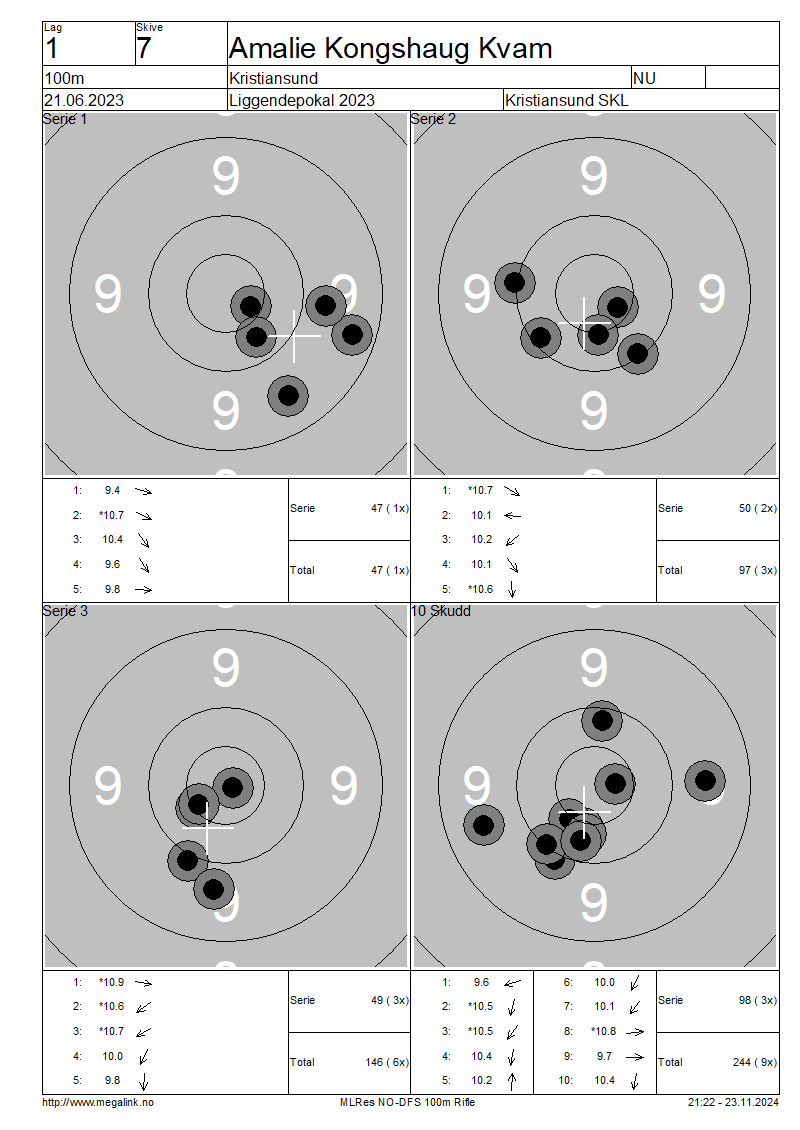 Lag Skive
1 7 Amalie Kongshaug Kvam
100m Kristiansund NU
21.06.2023 Liggendepokal 2023 Kristiansund SKL
Serie 1 Serie 2
9 9
9 9 9 9
9 9
1: 9.4 1: *10.7
2: *10.7 Serie 47 ( 1x) 2: 10.1 Serie 50 ( 2x)
3: 10.4 3: 10.2
4: 9.6 Total 47 ( 1x) 4: 10.1 Total 97 ( 3x)
5: 9.8 5: *10.6
Serie 3 10 Skudd
9 9
9 9 9 9
9 9
1: *10.9 1: 9.6 6: 10.0
2: *10.6 Serie 49 ( 3x) 2: *10.5 7: 10.1 Serie 98 ( 3x)
3: *10.7 3: *10.5 8: *10.8
4: 10.0 Total 146 ( 6x) 4: 10.4 9: 9.7 Total 244 ( 9x)
5: 9.8 5: 10.2 10: 10.4
http://www.megalink.no MLRes NO-DFS 100m Rifle 21:22 - 23.11.2024